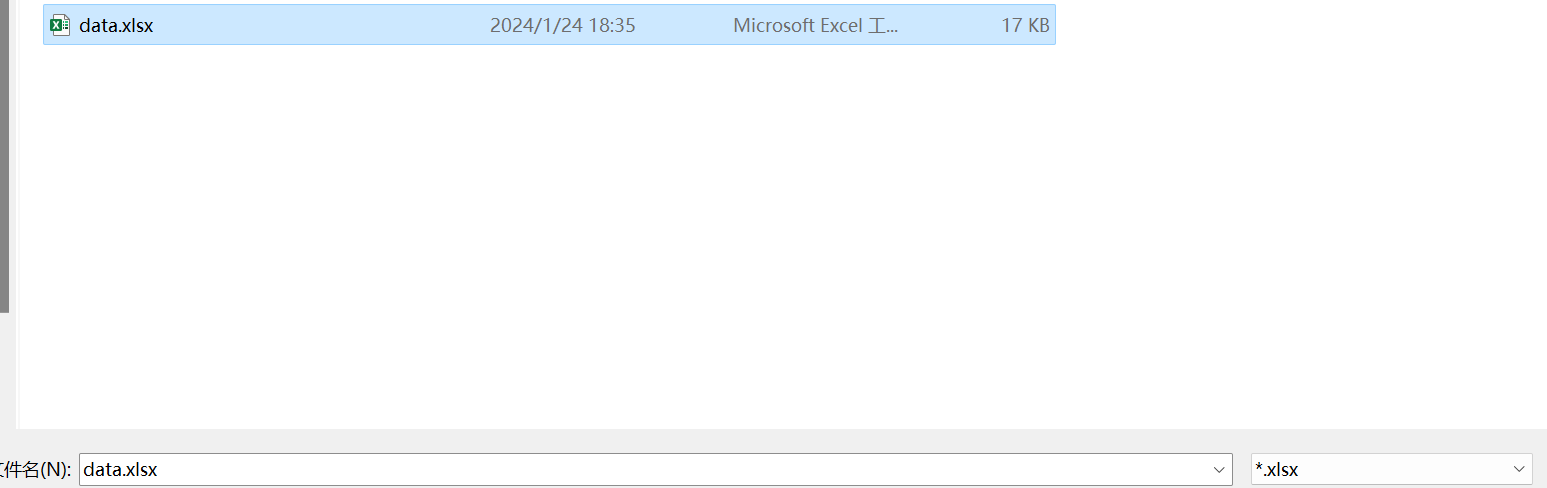 data.xlsx 2024/1/24 18:35 Microsoft Excel 工... 17 KB
文件名(N): data.xlsx *.xlsx